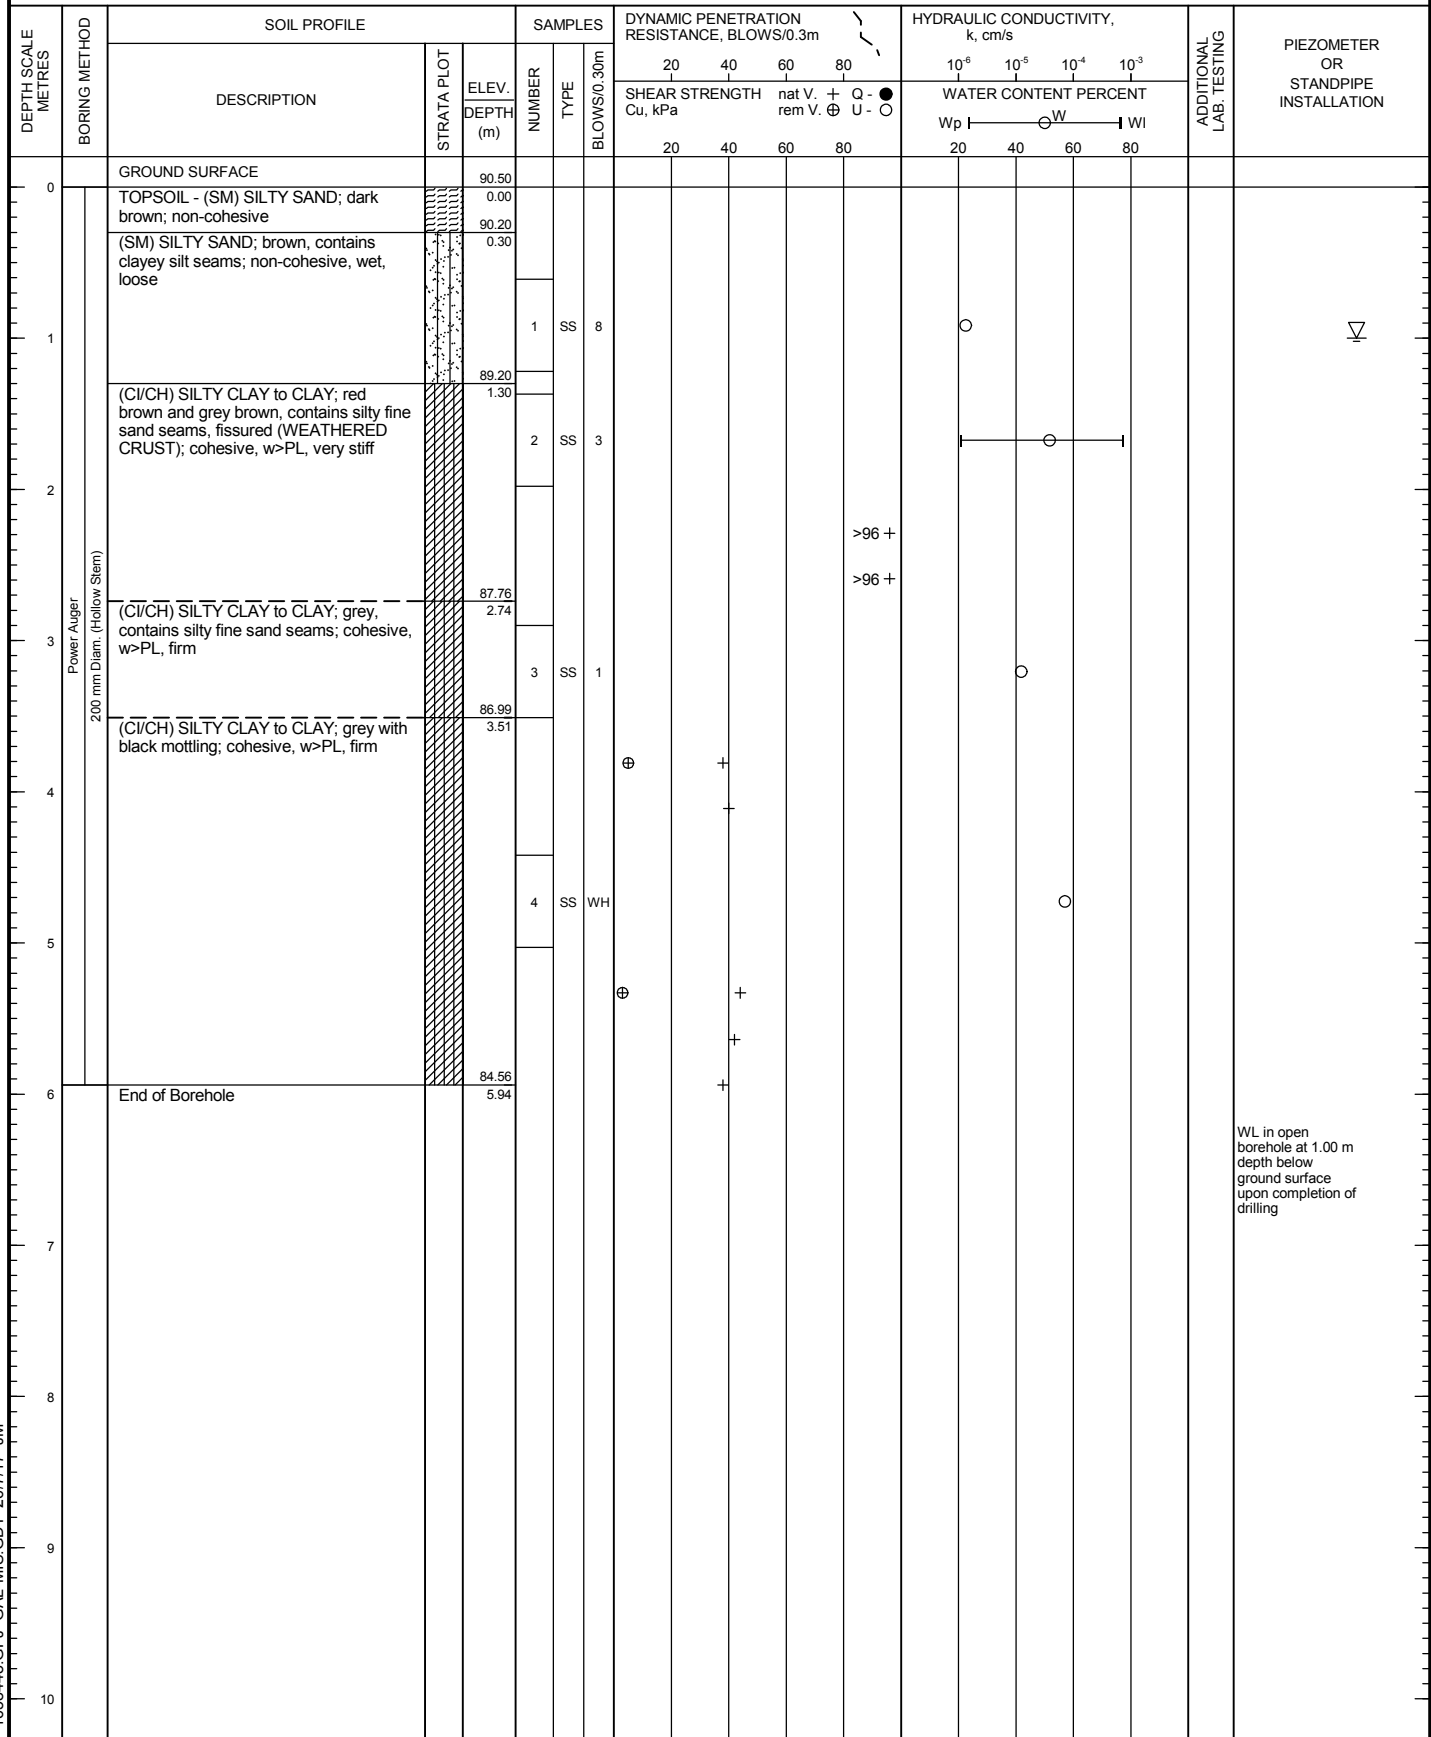 DEPTH SCALE
METRES
BORING METHOD
SOIL PROFILE
DESCRIPTION
STRATA PLOT
ELEV.
DEPTH
(m)
SAMPLES
NUMBER
TYPE
BLOWS/0.30m
DYNAMIC PENETRATION
RESISTANCE, BLOWS/0.3m
20 40 60 80
SHEAR STRENGTH nat V. + Q - ●
Cu, kPa rem V. ⊕ U - ○
20 40 60 80
HYDRAULIC CONDUCTIVITY,
k, cm/s
10⁻⁶ 10⁻⁵ 10⁻⁴ 10⁻³
WATER CONTENT PERCENT
Wp W Wl
20 40 60 80
ADDITIONAL
LAB. TESTING
PIEZOMETER
OR
STANDPIPE
INSTALLATION
GROUND SURFACE 90.50
0
TOPSOIL - (SM) SILTY SAND; dark 0.00
brown; non-cohesive 90.20
(SM) SILTY SAND; brown, contains 0.30
clayey silt seams; non-cohesive, wet,
loose
1 SS 8
1
89.20
(CI/CH) SILTY CLAY to CLAY; red 1.30
brown and grey brown, contains silty fine
sand seams, fissured (WEATHERED
CRUST); cohesive, w>PL, very stiff
2 SS 3
2
>96 +
>96 +
Power Auger
200 mm Diam. (Hollow Stem)
87.76
(CI/CH) SILTY CLAY to CLAY; grey, 2.74
contains silty fine sand seams; cohesive,
w>PL, firm
3
3 SS 1
86.99
(CI/CH) SILTY CLAY to CLAY; grey with 3.51
black mottling; cohesive, w>PL, firm
4
4 SS WH
5
84.56
6
End of Borehole 5.94
WL in open
borehole at 1.00 m
depth below
ground surface
upon completion of
drilling
7
8
9
10